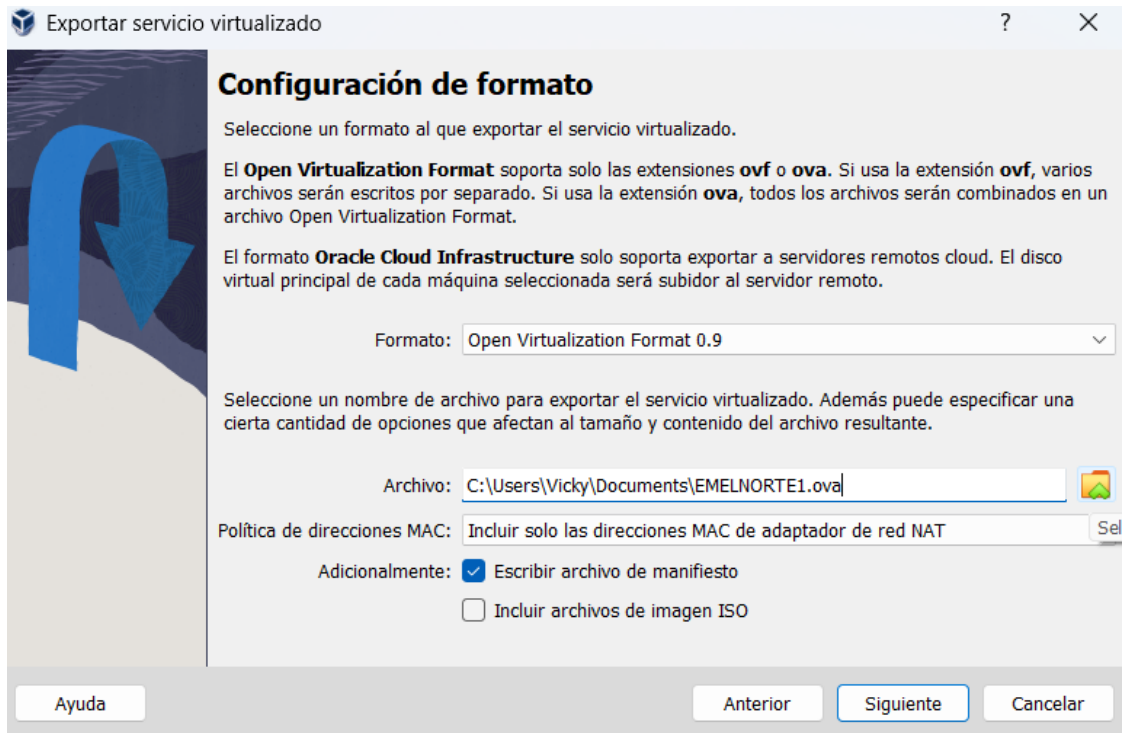 Exportar servicio virtualizado
?
Configuración de formato
Seleccione un formato al que exportar el servicio virtualizado.
El Open Virtualization Format soporta solo las extensiones ovf o ova. Si usa la extensión ovf, varios
archivos serán escritos por separado. Si usa la extensión ova, todos los archivos serán combinados en un
archivo Open Virtualization Format.
El formato Oracle Cloud Infrastructure solo soporta exportar a servidores remotos cloud. El disco
virtual principal de cada máquina seleccionada será subidor al servidor remoto.
Formato: Open Virtualization Format 0.9
Seleccione un nombre de archivo para exportar el servicio virtualizado. Además puede especificar una
cierta cantidad de opciones que afectan al tamaño y contenido del archivo resultante.
Archivo: C:\Users\Vicky\Documents\EMELNORTE1.ova
Política de direcciones MAC: Incluir solo las direcciones MAC de adaptador de red NAT Sel
Adicionalmente: Escribir archivo de manifiesto
Incluir archivos de imagen ISO
Ayuda Anterior Siguiente Cancelar